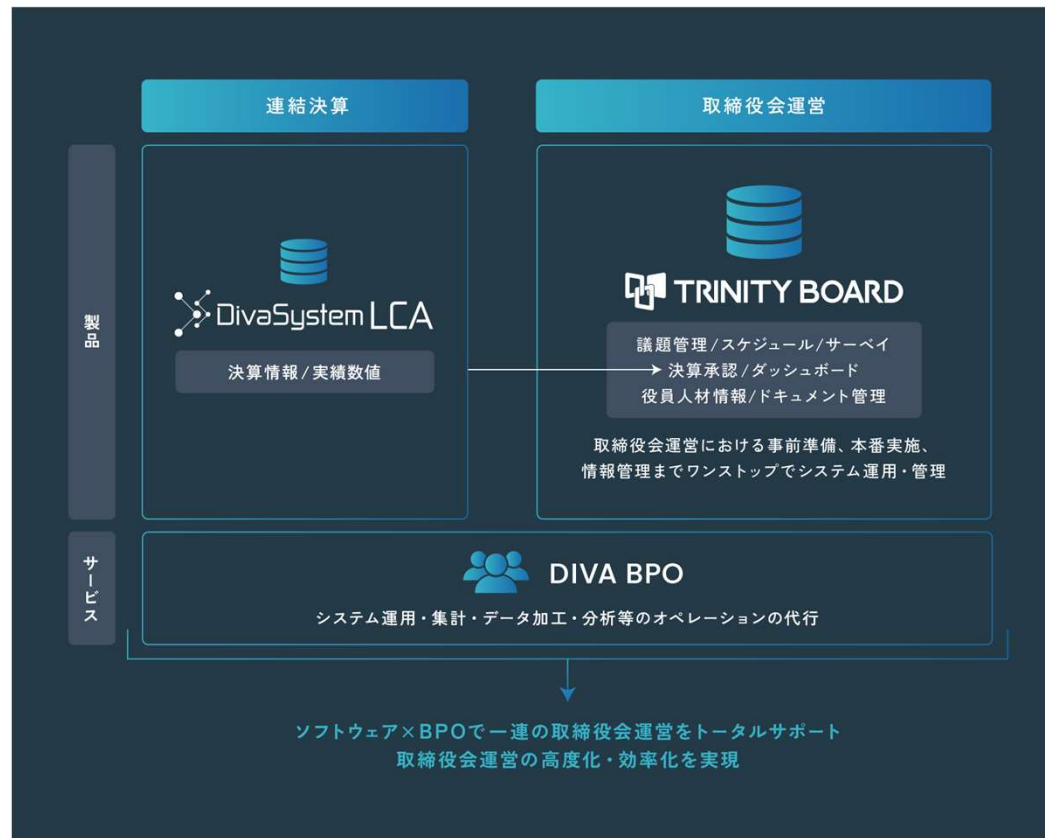 連結決算
取締役会運営
製品
DivaSystem LCA
決算情報/実績数値
TRINITY BOARD
議題管理/スケジュール/サーベイ
決算承認/ダッシュボード
役員人材情報/ドキュメント管理
取締役会運営における事前準備、本番実施、
情報管理までワンストップでシステム運用・管理
サービス
DIVA BPO
システム運用・集計・データ加工・分析等のオペレーションの代行
ソフトウェア×BPOで一連の取締役会運営をトータルサポート
取締役会運営の高度化・効率化を実現